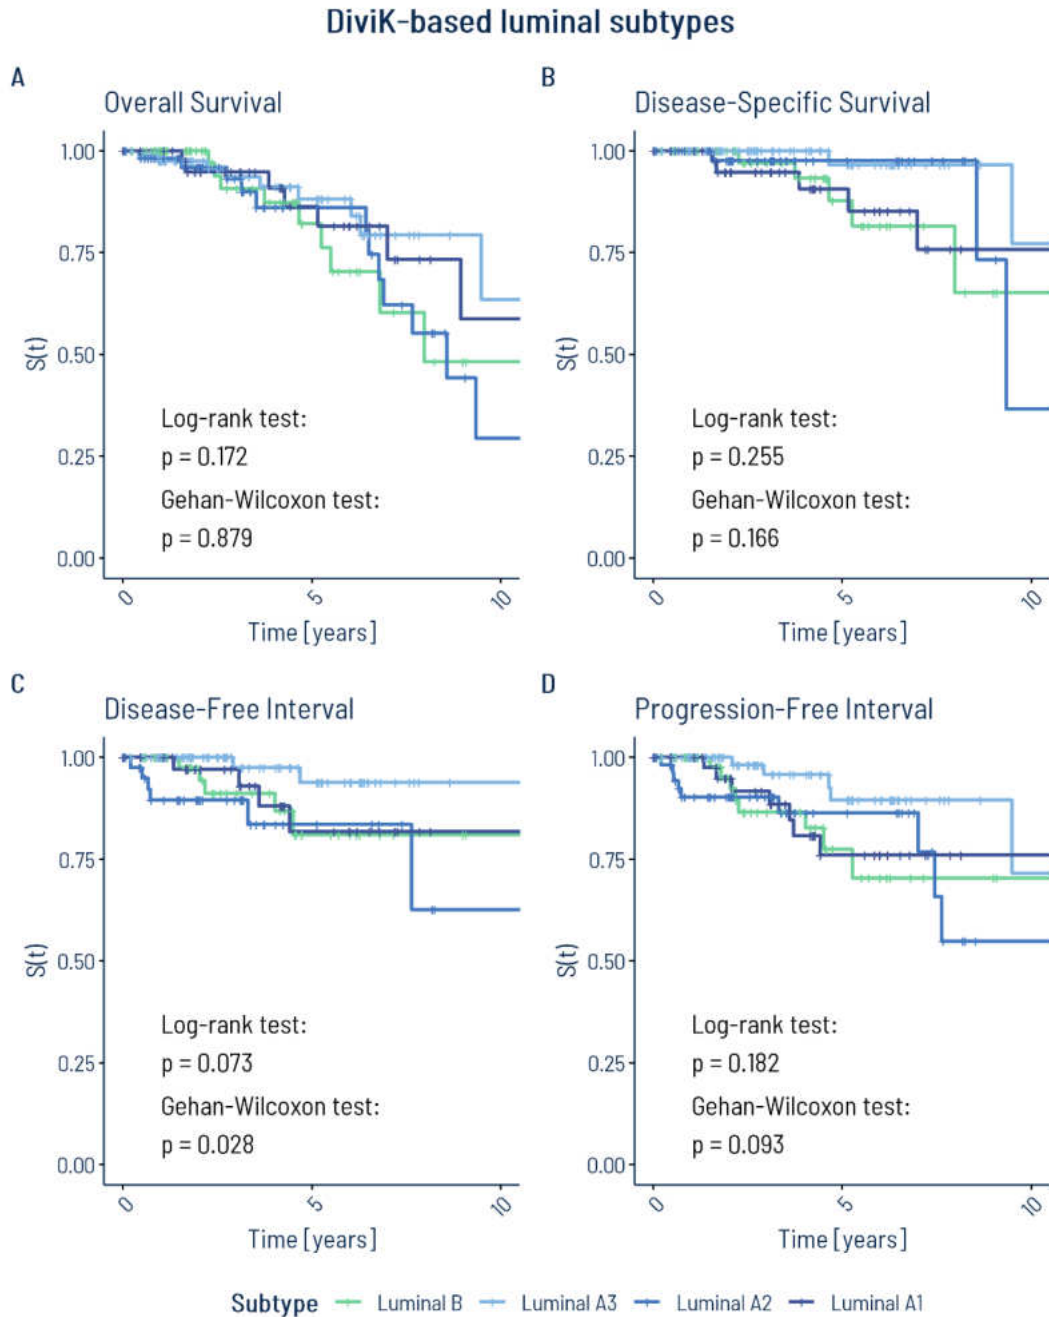 DiviK-based luminal subtypes
A
Overall Survival
1.00
0.75
0.50
0.25
0.00
S(t)
Log-rank test:
p = 0.172
Gehan-Wilcoxon test:
p = 0.879
0
5
10
Time [years]
B
Disease-Specific Survival
1.00
0.75
0.50
0.25
0.00
S(t)
Log-rank test:
p = 0.255
Gehan-Wilcoxon test:
p = 0.166
0
5
10
Time [years]
C
Disease-Free Interval
1.00
0.75
0.50
0.25
0.00
S(t)
Log-rank test:
p = 0.073
Gehan-Wilcoxon test:
p = 0.028
0
5
10
Time [years]
D
Progression-Free Interval
1.00
0.75
0.50
0.25
0.00
S(t)
Log-rank test:
p = 0.182
Gehan-Wilcoxon test:
p = 0.093
0
5
10
Time [years]
Subtype Luminal B Luminal A3 Luminal A2 Luminal A1